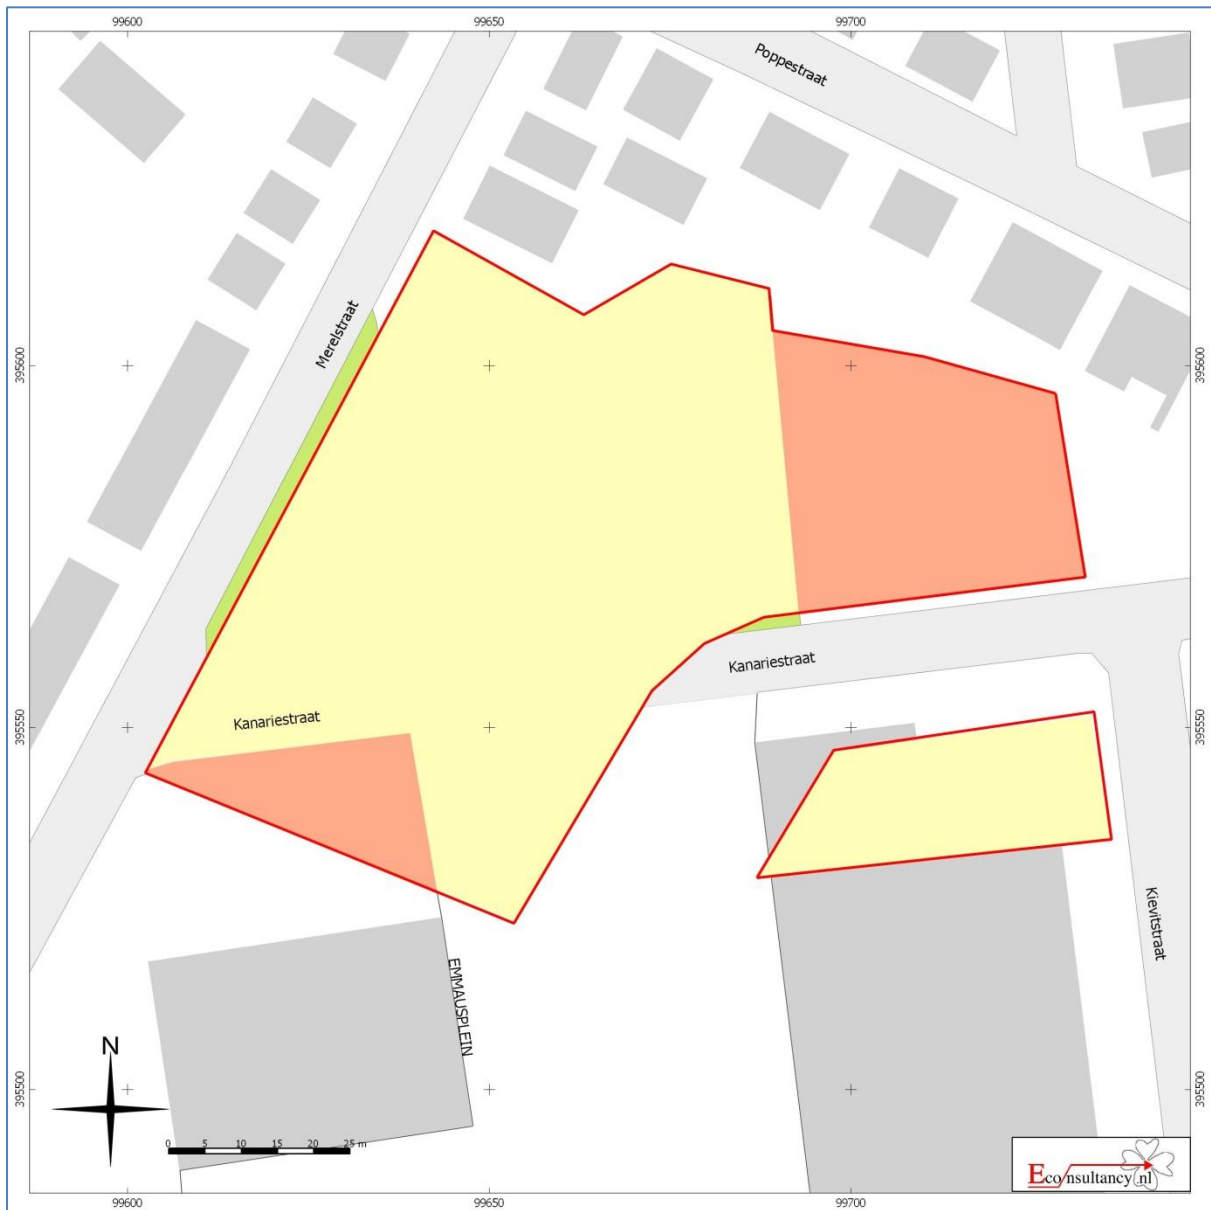 99600
99650
99700
Poppestraat
Merelstraat
395600
395600
Kanariestraat
Kanariestraat
395550
395550
Kievitstraat
EMMAUSPLEIN
N
395500
395500
0 5 10 15 20 25 m
Econsultancy.nl
99600
99650
99700